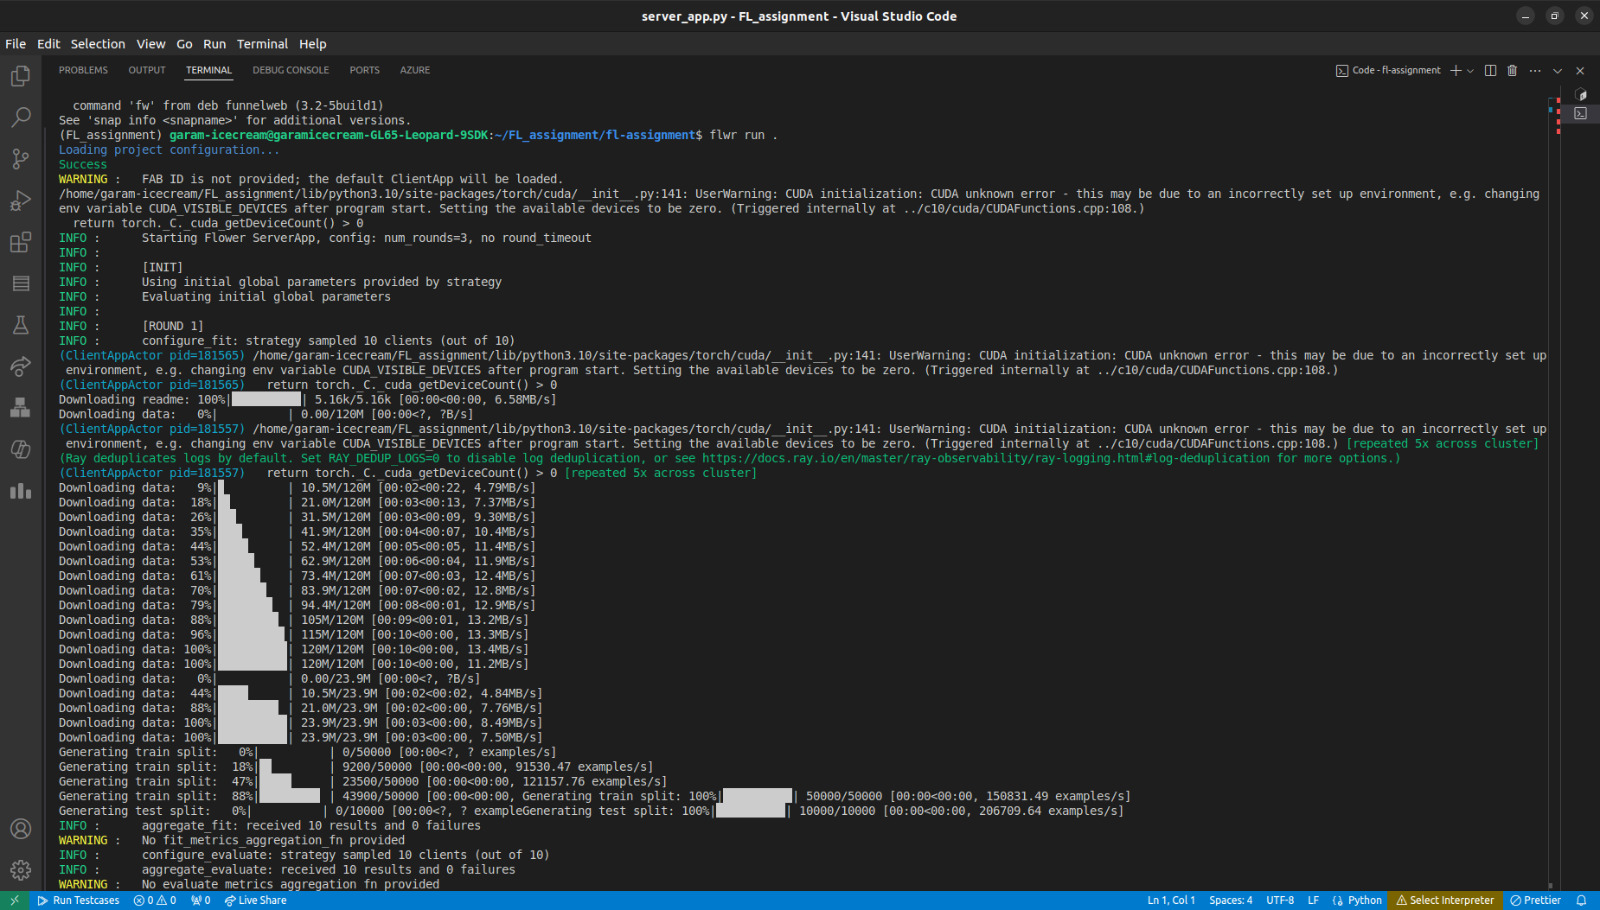 server_app.py - FL_assignment - Visual Studio Code
File Edit Selection View Go Run Terminal Help
PROBLEMS OUTPUT TERMINAL DEBUG CONSOLE PORTS AZURE
Code - fl-assignment
command 'fw' from deb funnelweb (3.2-5build1)
See 'snap info <snapname>' for additional versions.
(FL_assignment) garam-icecream@garamicecream-GL65-Leopard-9SDK:~/FL_assignment/fl-assignment$ flwr run .
Loading project configuration...
Success
WARNING :   FAB ID is not provided; the default ClientApp will be loaded.
/home/garam-icecream/FL_assignment/lib/python3.10/site-packages/torch/cuda/__init__.py:141: UserWarning: CUDA initialization: CUDA unknown error - this may be due to an incorrectly set up environment, e.g. changing
env variable CUDA_VISIBLE_DEVICES after program start. Setting the available devices to be zero. (Triggered internally at ../c10/cuda/CUDAFunctions.cpp:108.)
  return torch._C._cuda_getDeviceCount() > 0
INFO :      Starting Flower ServerApp, config: num_rounds=3, no round_timeout
INFO :
INFO :      [INIT]
INFO :      Using initial global parameters provided by strategy
INFO :      Evaluating initial global parameters
INFO :
INFO :      [ROUND 1]
INFO :      configure_fit: strategy sampled 10 clients (out of 10)
(ClientAppActor pid=181565) /home/garam-icecream/FL_assignment/lib/python3.10/site-packages/torch/cuda/__init__.py:141: UserWarning: CUDA initialization: CUDA unknown error - this may be due to an incorrectly set up
 environment, e.g. changing env variable CUDA_VISIBLE_DEVICES after program start. Setting the available devices to be zero. (Triggered internally at ../c10/cuda/CUDAFunctions.cpp:108.)
(ClientAppActor pid=181565)   return torch._C._cuda_getDeviceCount() > 0
Downloading readme: 100%| | 5.16k/5.16k [00:00<00:00, 6.58MB/s]
Downloading data:   0%| | 0.00/120M [00:00<?, ?B/s]
(ClientAppActor pid=181557) /home/garam-icecream/FL_assignment/lib/python3.10/site-packages/torch/cuda/__init__.py:141: UserWarning: CUDA initialization: CUDA unknown error - this may be due to an incorrectly set up
 environment, e.g. changing env variable CUDA_VISIBLE_DEVICES after program start. Setting the available devices to be zero. (Triggered internally at ../c10/cuda/CUDAFunctions.cpp:108.) [repeated 5x across cluster]
(Ray deduplicates logs by default. Set RAY_DEDUP_LOGS=0 to disable log deduplication, or see https://docs.ray.io/en/master/ray-observability/ray-logging.html#log-deduplication for more options.)
(ClientAppActor pid=181557)   return torch._C._cuda_getDeviceCount() > 0 [repeated 5x across cluster]
Downloading data:   9%| | 10.5M/120M [00:02<00:22, 4.79MB/s]
Downloading data:  18%| | 21.0M/120M [00:03<00:13, 7.37MB/s]
Downloading data:  26%| | 31.5M/120M [00:03<00:09, 9.30MB/s]
Downloading data:  35%| | 41.9M/120M [00:04<00:07, 10.4MB/s]
Downloading data:  44%| | 52.4M/120M [00:05<00:05, 11.4MB/s]
Downloading data:  53%| | 62.9M/120M [00:06<00:04, 11.9MB/s]
Downloading data:  61%| | 73.4M/120M [00:07<00:03, 12.4MB/s]
Downloading data:  70%| | 83.9M/120M [00:07<00:02, 12.8MB/s]
Downloading data:  79%| | 94.4M/120M [00:08<00:01, 12.9MB/s]
Downloading data:  88%| | 105M/120M [00:09<00:01, 13.2MB/s]
Downloading data:  96%| | 115M/120M [00:10<00:00, 13.3MB/s]
Downloading data: 100%| | 120M/120M [00:10<00:00, 13.4MB/s]
Downloading data: 100%| | 120M/120M [00:10<00:00, 11.2MB/s]
Downloading data:   0%| | 0.00/23.9M [00:00<?, ?B/s]
Downloading data:  44%| | 10.5M/23.9M [00:02<00:02, 4.84MB/s]
Downloading data:  88%| | 21.0M/23.9M [00:02<00:00, 7.76MB/s]
Downloading data: 100%| | 23.9M/23.9M [00:03<00:00, 8.49MB/s]
Downloading data: 100%| | 23.9M/23.9M [00:03<00:00, 7.50MB/s]
Generating train split:   0%| | 0/50000 [00:00<?, ? examples/s]
Generating train split:  18%| | 9200/50000 [00:00<00:00, 91530.47 examples/s]
Generating train split:  47%| | 23500/50000 [00:00<00:00, 121157.76 examples/s]
Generating train split:  88%| | 43900/50000 [00:00<00:00, Generating train split: 100%| | 50000/50000 [00:00<00:00, 150831.49 examples/s]
Generating test split:   0%| | 0/10000 [00:00<?, ? exampleGenerating test split: 100%| | 10000/10000 [00:00<00:00, 206709.64 examples/s]
INFO :      aggregate_fit: received 10 results and 0 failures
WARNING :   No fit_metrics_aggregation_fn provided
INFO :      configure_evaluate: strategy sampled 10 clients (out of 10)
INFO :      aggregate_evaluate: received 10 results and 0 failures
WARNING :   No evaluate_metrics_aggregation_fn provided
Run Testcases 0 0 0 Live Share Ln 1, Col 1 Spaces: 4 UTF-8 LF Python Select Interpreter Prettier